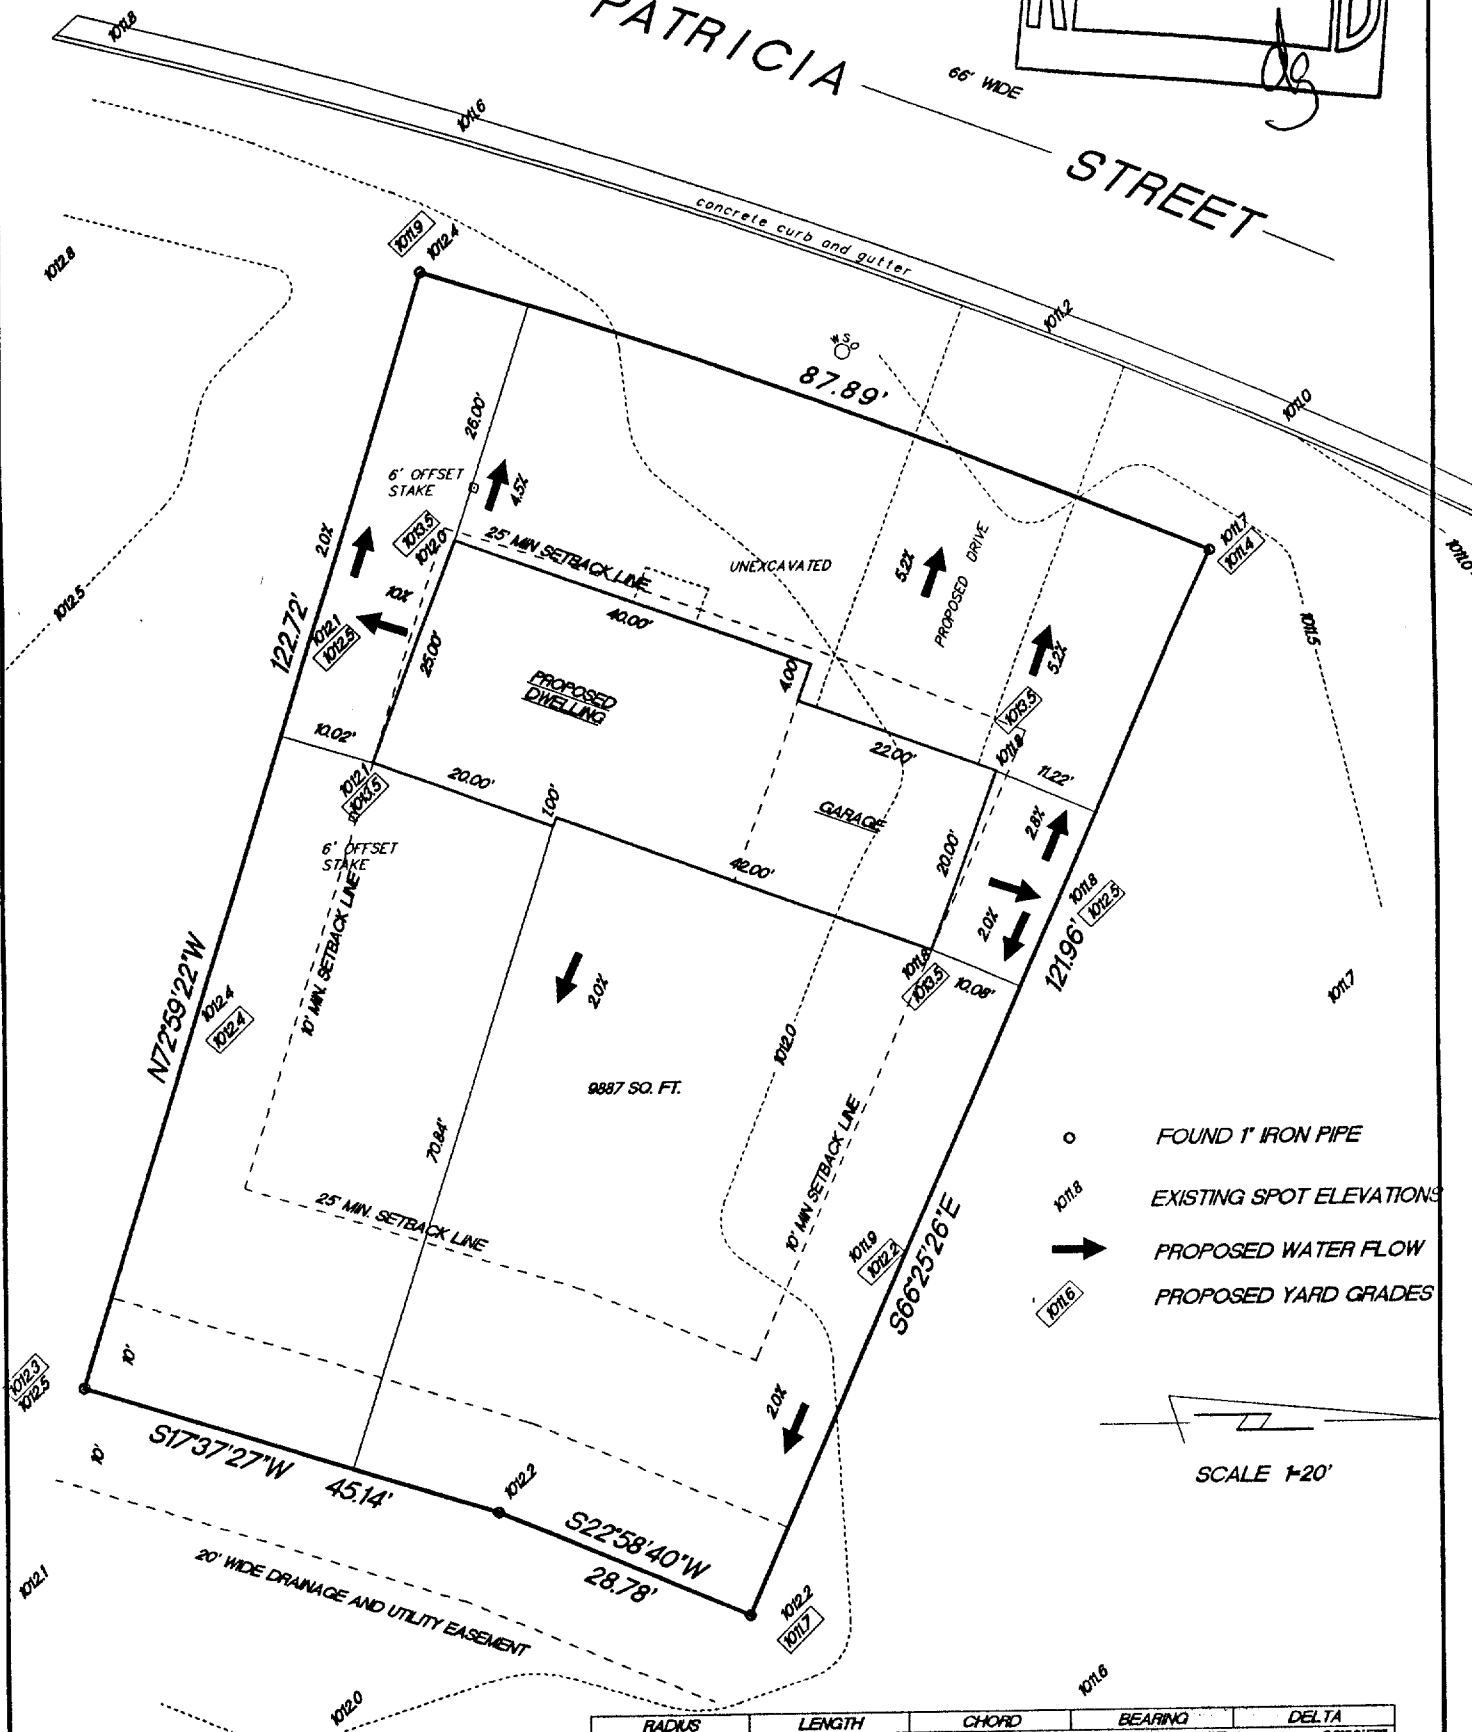 PATRICIA
STREET
66' WIDE
1011.8
1011.6
concrete curb and gutter
1011.2
1011.0
1012.8
1011.9
1012.4
W.S.O
87.89'
26.00'
6' OFFSET
STAKE
4.5%
2.0%
1013.5
1012.0
25' MIN SETBACK LINE
UNEXCAVATED
5.2%
PROPOSED DRIVE
1011.7
1011.4
1011.0
1012.5
10%
1012.1
1012.5
122.72'
25.00'
40.00'
4.00'
5.2%
1011.5
PROPOSED
DWELLING
1013.5
1011.8
10.02'
22.00'
11.22'
1012.1
1013.5
20.00'
1.00'
GARAGE
2.8%
6' OFFSET
STAKE
42.00'
20.00'
1011.8
1012.5
2.0%
121.96'
10' MIN. SETBACK LINE
N72°59'22"W
1012.4
1012.4
2.0%
1011.8
1013.5
10.08'
1011.7
1012.0
9887 SQ. FT.
70.84'
10' MIN SETBACK LINE
25' MIN. SETBACK LINE
1011.9
1012.2
S66°25'26"E
FOUND 1" IRON PIPE
1011.8
EXISTING SPOT ELEVATIONS
PROPOSED WATER FLOW
1011.6
PROPOSED YARD GRADES
10'
1012.3
1012.5
2.0%
10'
S17°37'27"W
45.14'
1012.2
S22°58'40"W
28.78'
SCALE 1=20'
20' WIDE DRAINAGE AND UTILITY EASEMENT
1012.1
1012.2
1011.7
1012.0
1011.6
RADIUS LENGTH CHORD BEARING DELTA